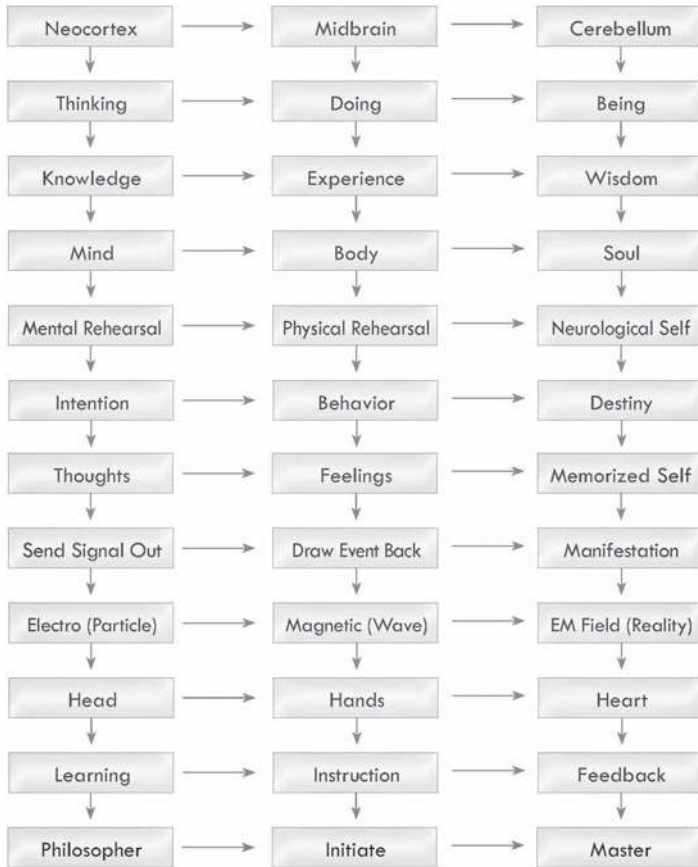 Neocortex Midbrain Cerebellum
Thinking Doing Being
Knowledge Experience Wisdom
Mind Body Soul
Mental Rehearsal Physical Rehearsal Neurological Self
Intention Behavior Destiny
Thoughts Feelings Memorized Self
Send Signal Out Draw Event Back Manifestation
Electro (Particle) Magnetic (Wave) EM Field (Reality)
Head Hands Heart
Learning Instruction Feedback
Philosopher Initiate Master